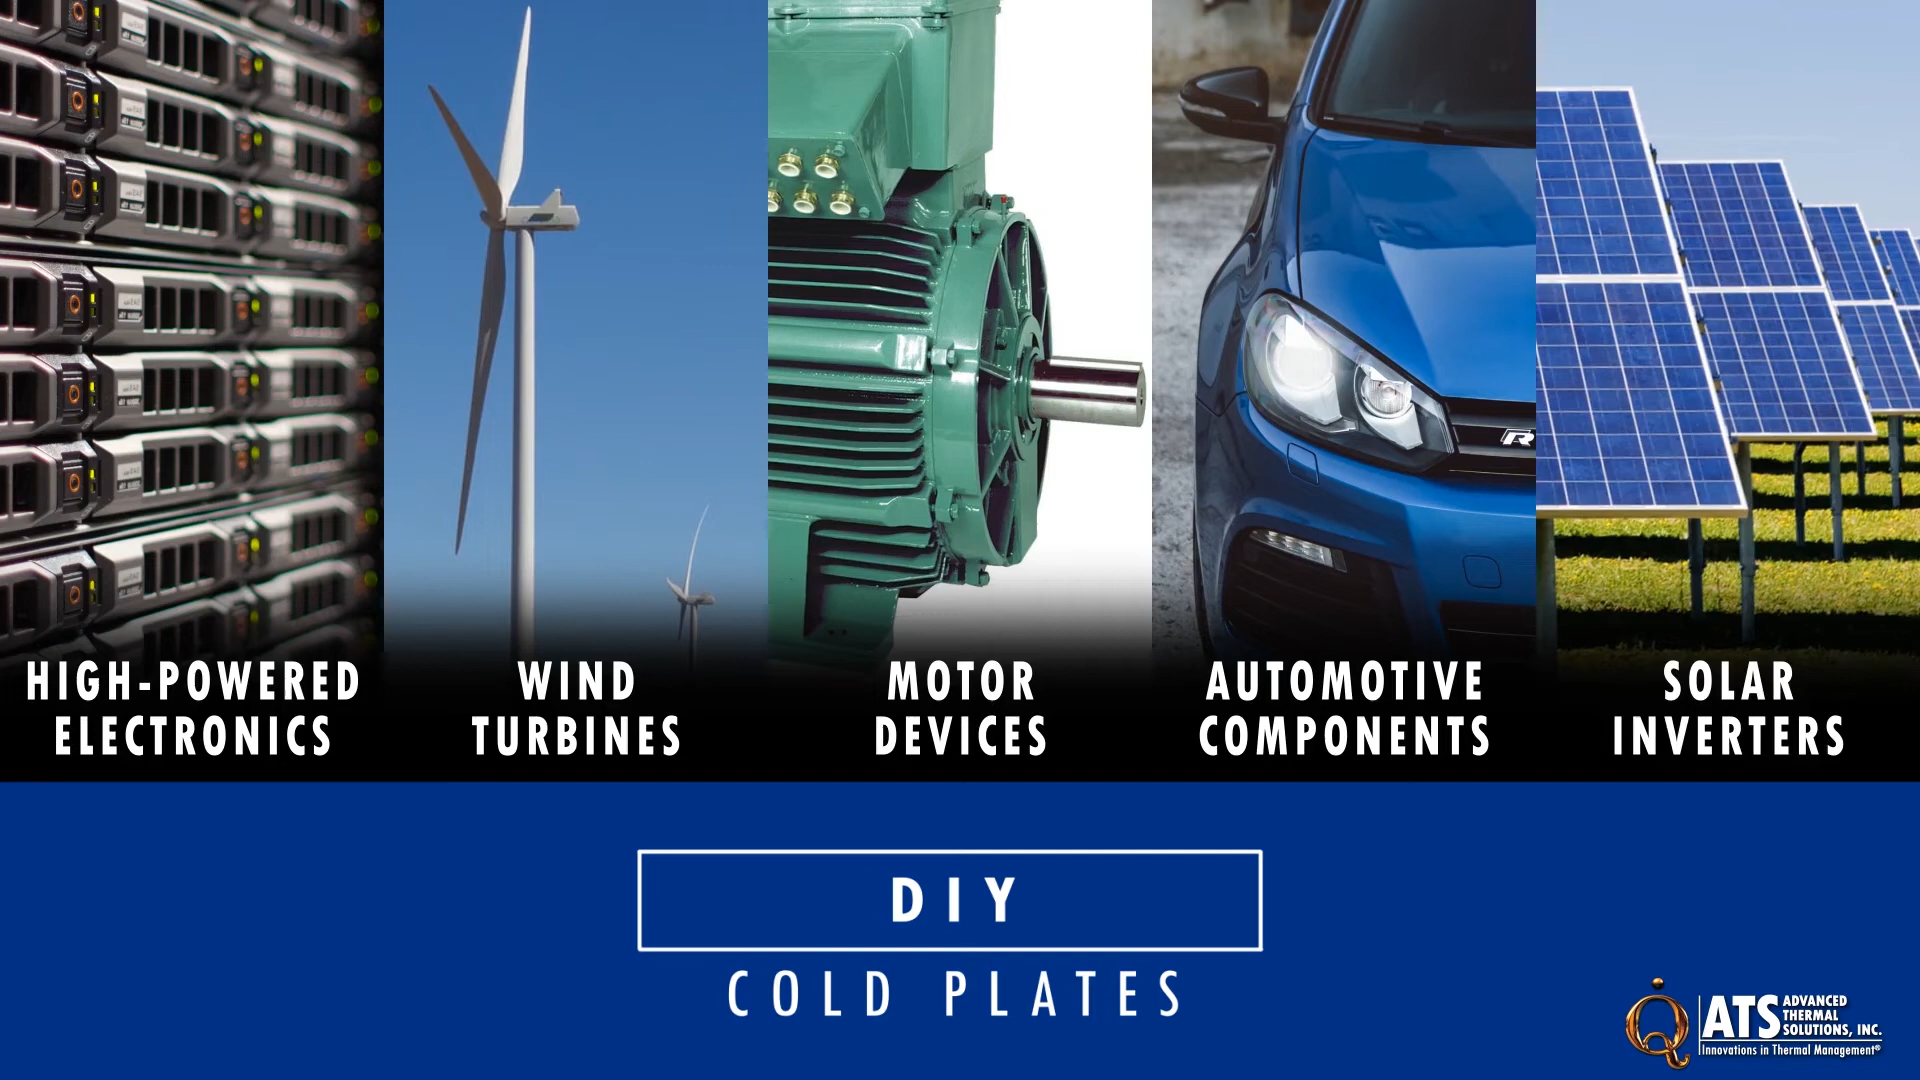 HIGH-POWERED
ELECTRONICS
WIND
TURBINES
MOTOR
DEVICES
AUTOMOTIVE
COMPONENTS
SOLAR
INVERTERS
R
DIY
COLD PLATES
ATS ADVANCED
THERMAL
SOLUTIONS, INC.
Innovations in Thermal Management®